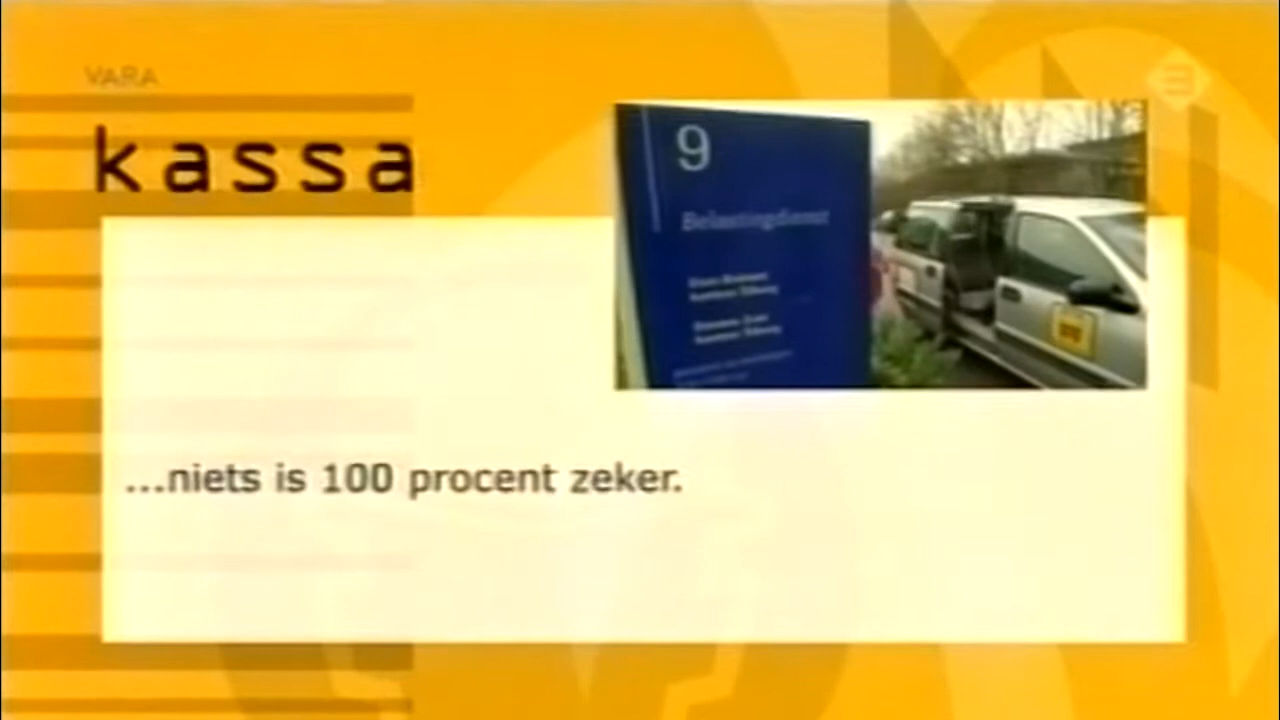 VARA
kassa
9
Belastingdienst
...niets is 100 procent zeker.